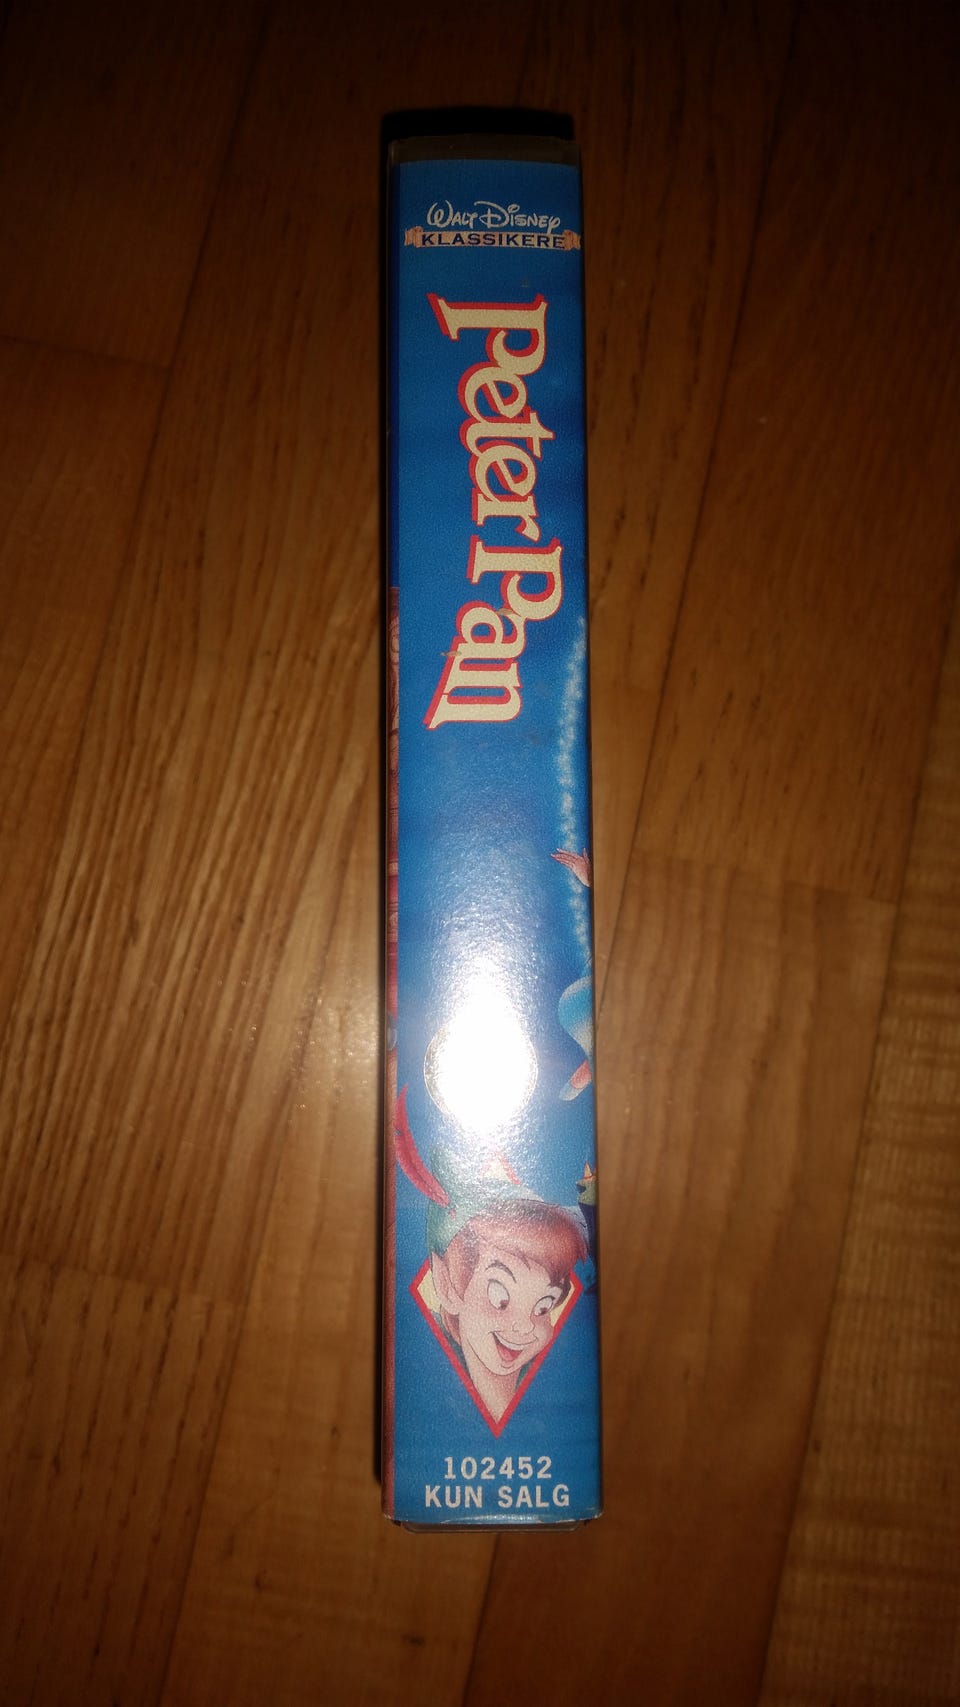 Walt Disney
KLASSIKERE
Peter Pan
102452
KUN SALG